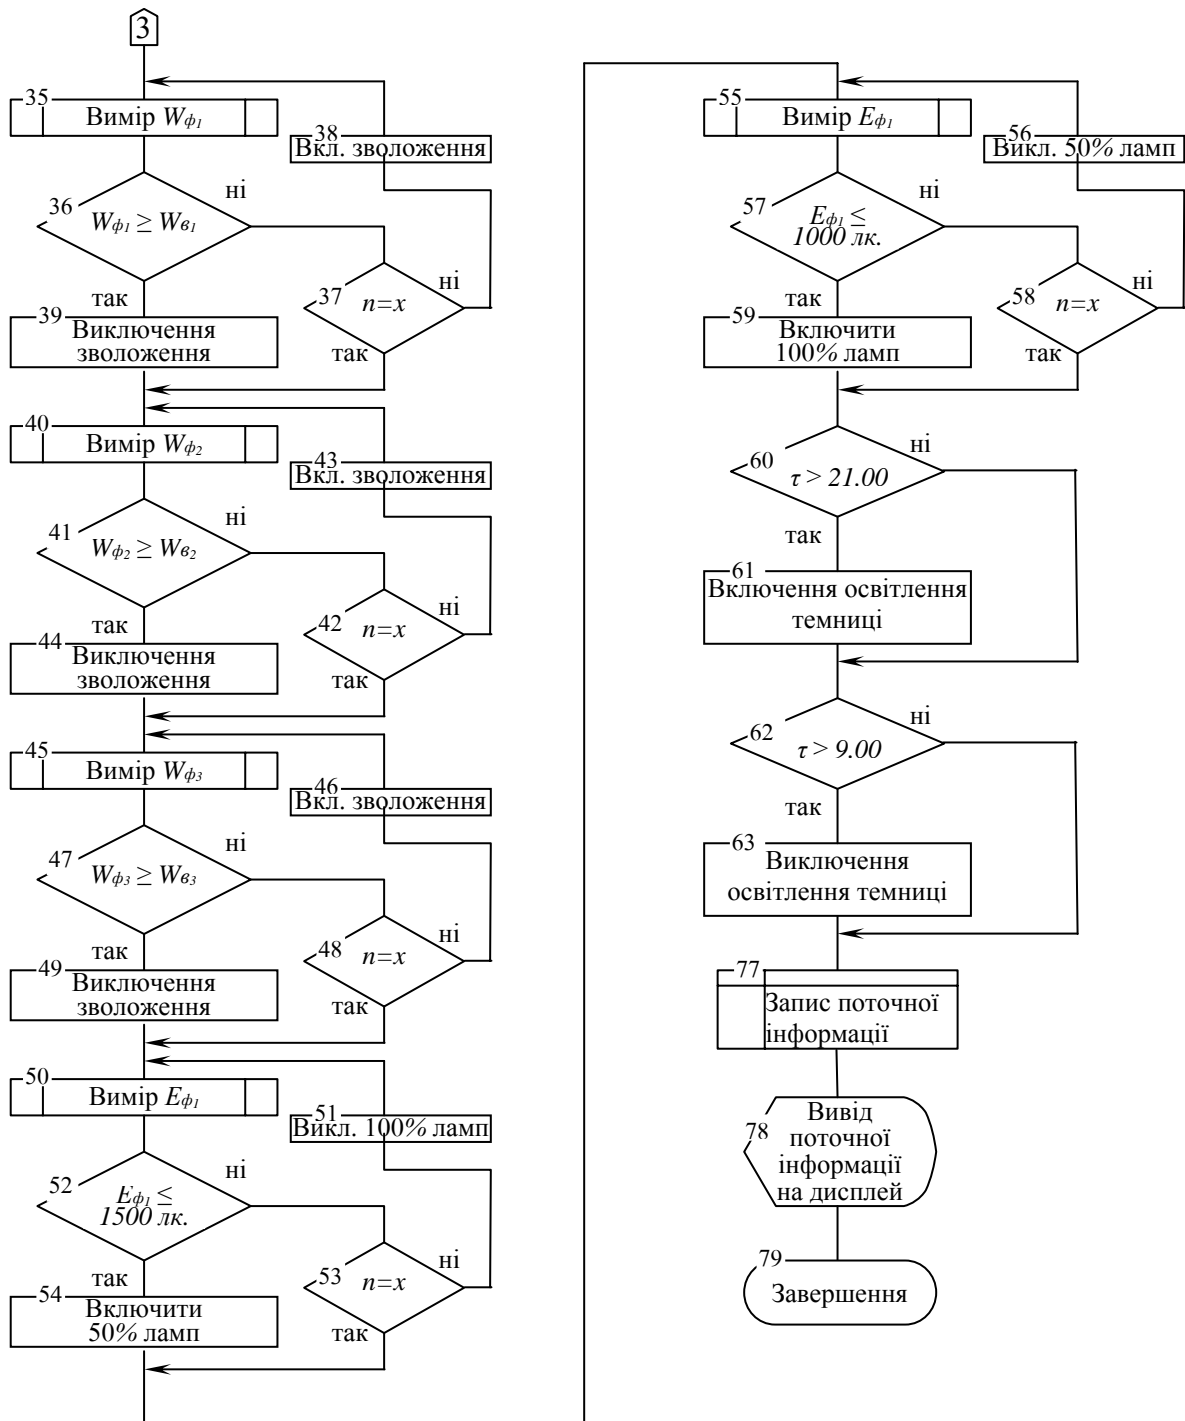 3
35
Вимір Wф1
38
Вкл. зволоження
36
ні
Wф1 ≥ Wв1
37
ні
n=x
так
39
Виключення
зволоження
так
40
Вимір Wф2
43
Вкл. зволоження
41
ні
Wф2 ≥ Wв2
42
ні
n=x
так
44
Виключення
зволоження
так
45
Вимір Wф3
46
Вкл. зволоження
47
ні
Wф3 ≥ Wв3
48
ні
n=x
так
49
Виключення
зволоження
так
50
Вимір Eф1
51
Викл. 100% ламп
52
ні
Eф1 ≤
1500 лк.
53
ні
n=x
так
54
Включити
50% ламп
так
55
Вимір Eф1
56
Викл. 50% ламп
57
ні
Eф1 ≤
1000 лк.
58
ні
n=x
так
59
Включити
100% ламп
так
60
ні
τ > 21.00
так
61
Включення освітлення
темниці
62
ні
τ > 9.00
так
63
Виключення
освітлення темниці
77
Запис поточної
інформації
78
Вивід
поточної
інформації
на дисплей
79
Завершення